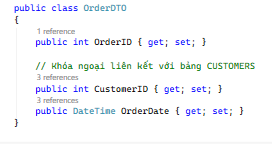 public class OrderDTO
{
1 reference
public int OrderID { get; set; }
// Khóa ngoại liên kết với bảng CUSTOMERS
3 references
public int CustomerID { get; set; }
3 references
public DateTime OrderDate { get; set; }
}